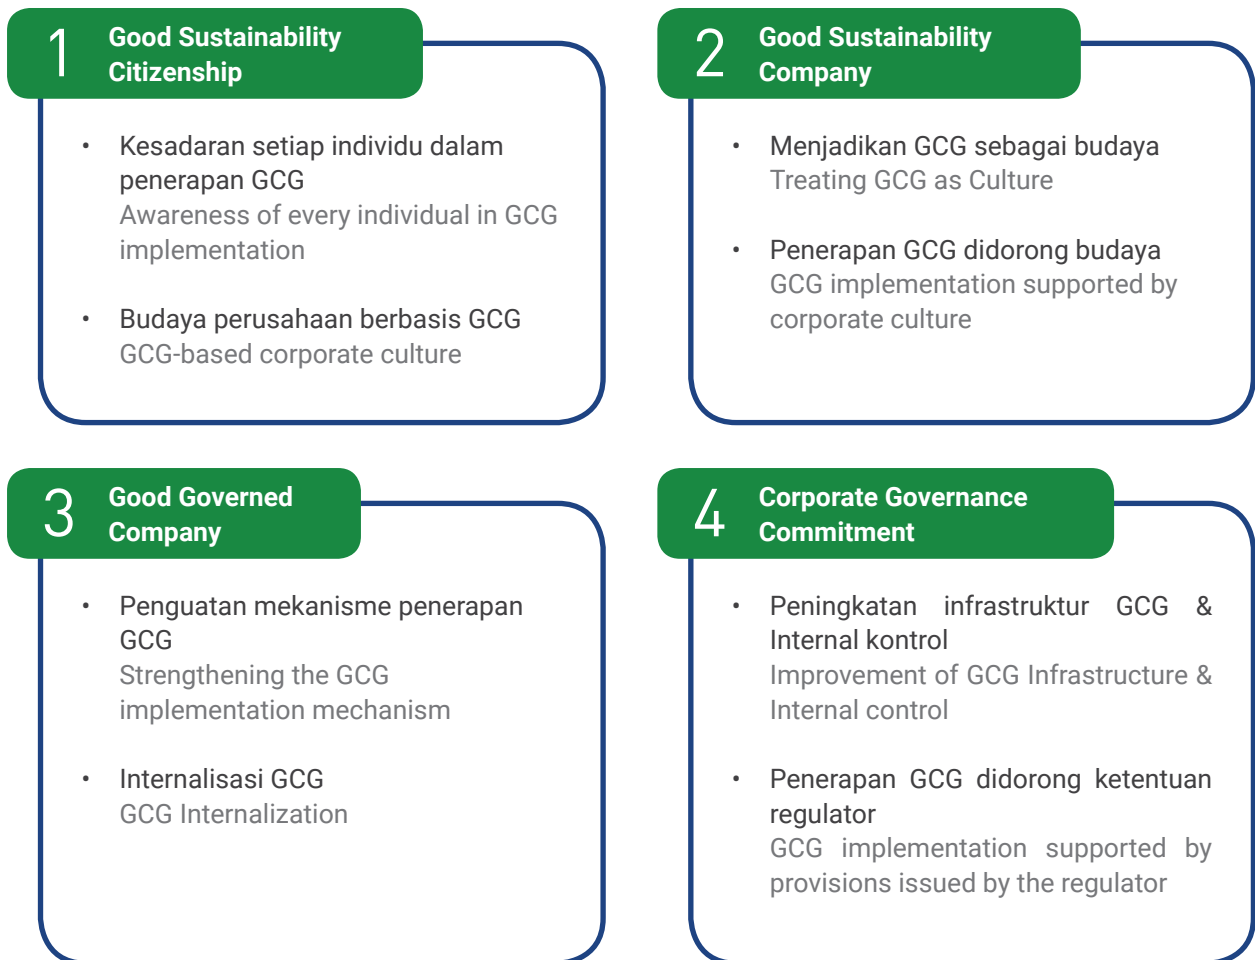 1
Good Sustainability
Citizenship
• Kesadaran setiap individu dalam
penerapan GCG
Awareness of every individual in GCG
implementation
• Budaya perusahaan berbasis GCG
GCG-based corporate culture
2
Good Sustainability
Company
• Menjadikan GCG sebagai budaya
Treating GCG as Culture
• Penerapan GCG didorong budaya
GCG implementation supported by
corporate culture
3
Good Governed
Company
• Penguatan mekanisme penerapan
GCG
Strengthening the GCG
implementation mechanism
• Internalisasi GCG
GCG Internalization
4
Corporate Governance
Commitment
• Peningkatan infrastruktur GCG &
Internal kontrol
Improvement of GCG Infrastructure &
Internal control
• Penerapan GCG didorong ketentuan
regulator
GCG implementation supported by
provisions issued by the regulator